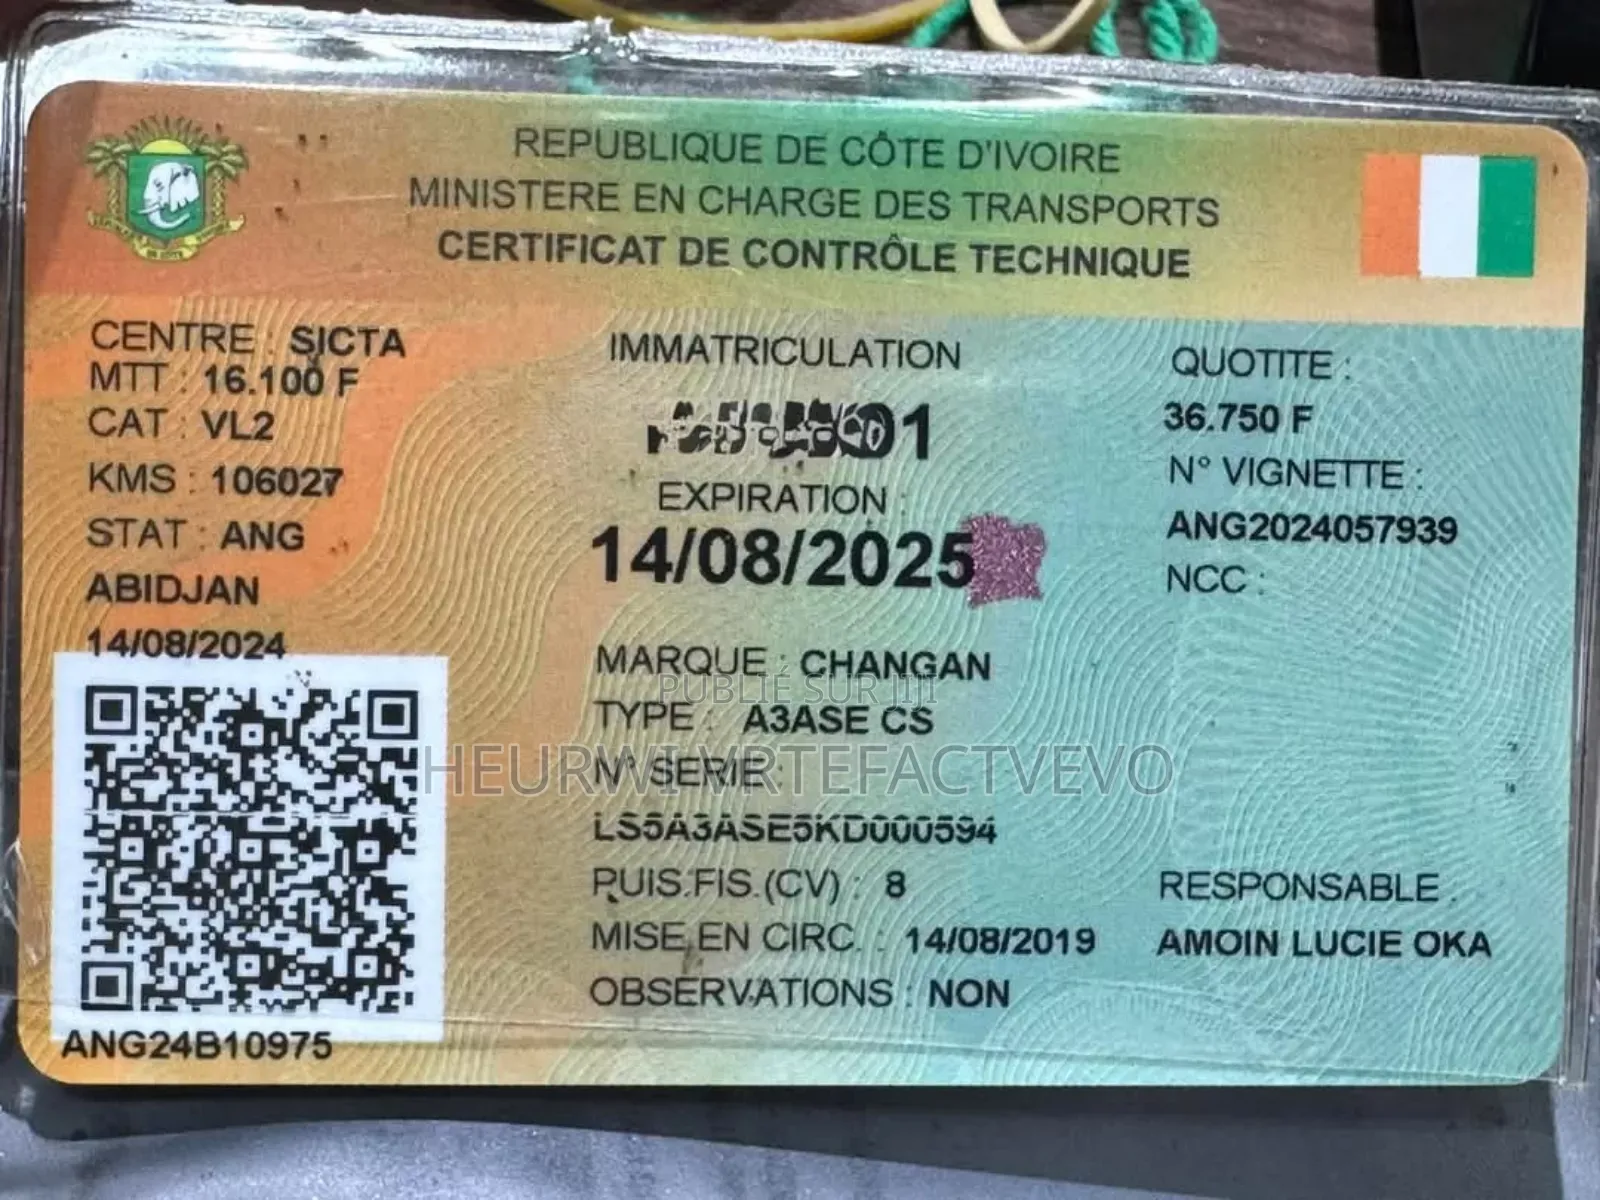 REPUBLIQUE DE CÔTE D'IVOIRE
MINISTERE EN CHARGE DES TRANSPORTS
CERTIFICAT DE CONTRÔLE TECHNIQUE
CENTRE : SICTA
MTT : 16.100 F
CAT : VL2
KMS : 106027
STAT : ANG
ABIDJAN
14/08/2024
ANG24B10975
IMMATRICULATION
01
EXPIRATION :
14/08/2025
MARQUE : CHANGAN
PUBLIÉ SUR JIJI
TYPE : A3ASE CS
HEURWI VRTEFACTVEVO
N° SERIE :
LS5A3ASE5KD000594
PUIS.FIS.(CV) : 8
MISE EN CIRC. : 14/08/2019
OBSERVATIONS : NON
QUOTITE :
36.750 F
N° VIGNETTE :
ANG2024057939
NCC :
RESPONSABLE :
AMOIN LUCIE OKA